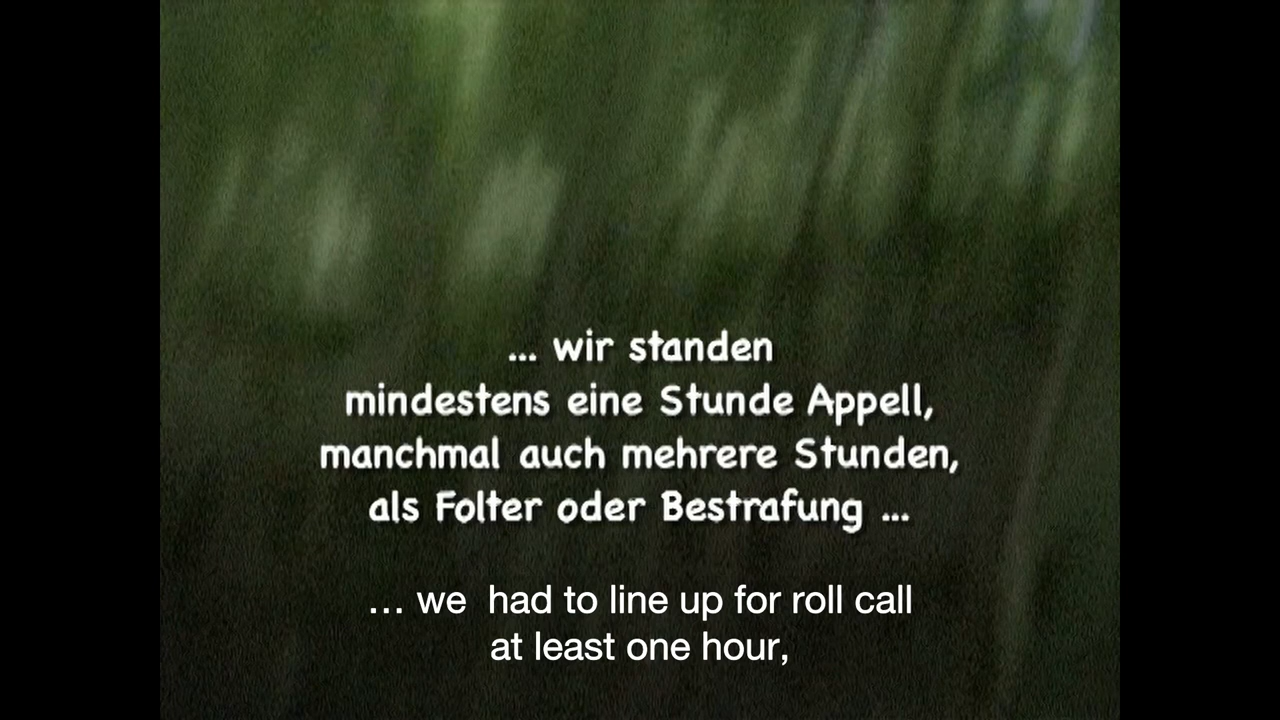 ... wir standen
mindestens eine Stunde Appell,
manchmal auch mehrere Stunden,
als Folter oder Bestrafung ...
… we  had to line up for roll call
at least one hour,